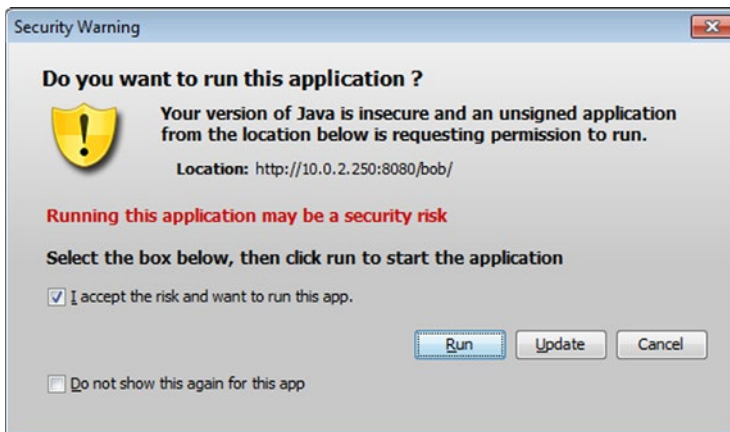 Security Warning
Do you want to run this application ?
Your version of Java is insecure and an unsigned application
from the location below is requesting permission to run.
Location: http://10.0.2.250:8080/bob/
Running this application may be a security risk
Select the box below, then click run to start the application
I accept the risk and want to run this app.
Run Update Cancel
Do not show this again for this app